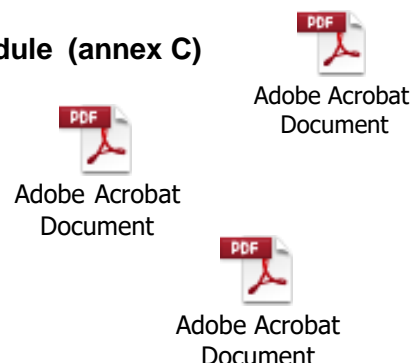 dule (annex C)
PDF
Adobe Acrobat
Document
PDF
Adobe Acrobat
Document
PDF
Adobe Acrobat
Document